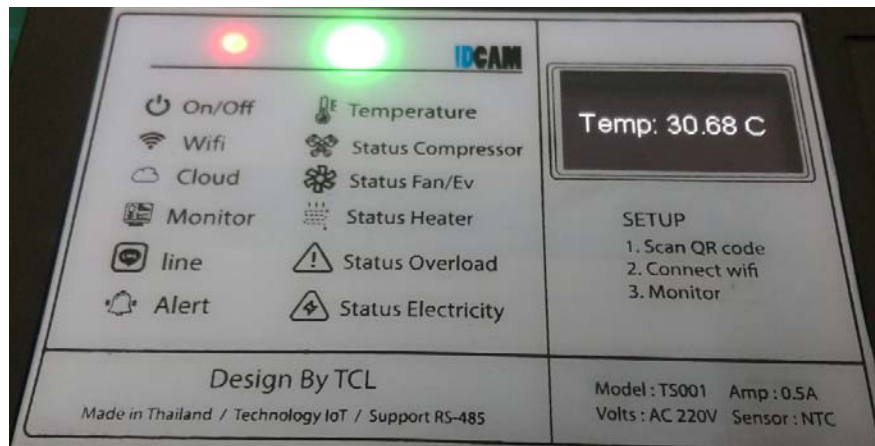 IDCAM
On/Off
Wifi
Cloud
Monitor
line
Alert
Temperature
Status Compressor
Status Fan/Ev
Status Heater
Status Overload
Status Electricity
Temp: 30.68 C
SETUP
1. Scan QR code
2. Connect wifi
3. Monitor
Design By TCL
Made in Thailand / Technology IoT / Support RS-485
Model : TS001 Amp : 0.5A
Volts : AC 220V Sensor : NTC